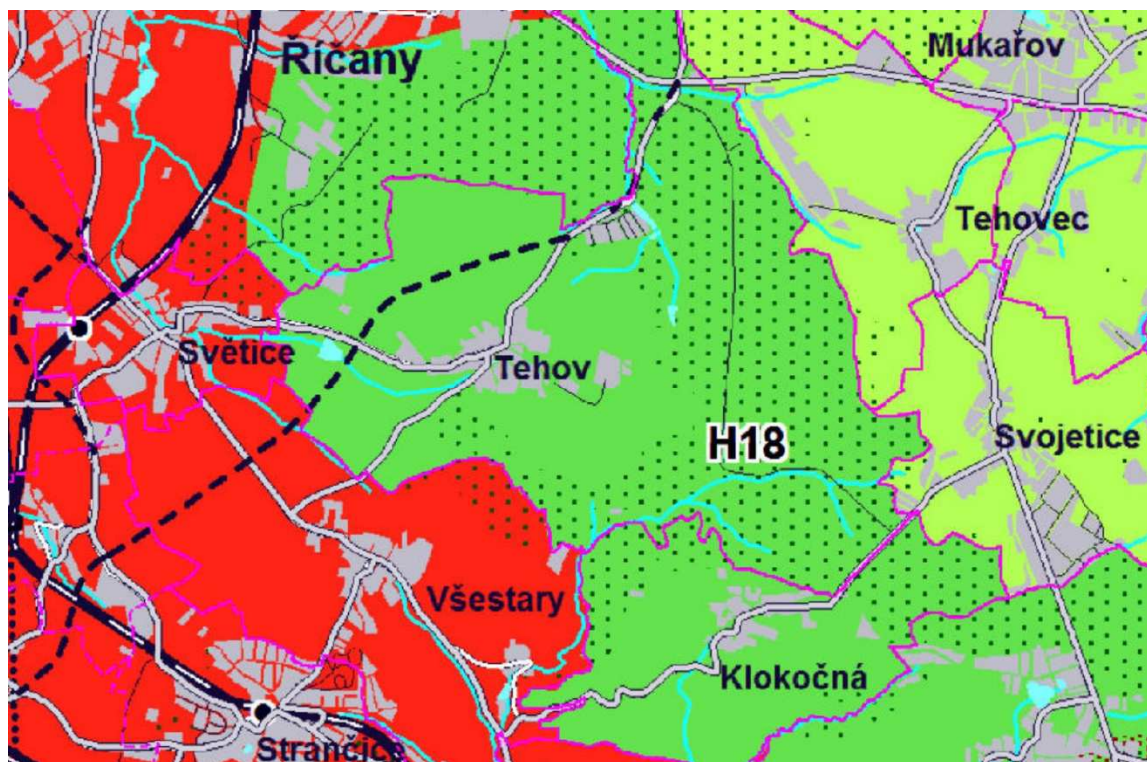 Mukařov
Říčany
Tehovec
Světice
Tehov
H18
Svojetice
Všestary
Klokočná
Strančice